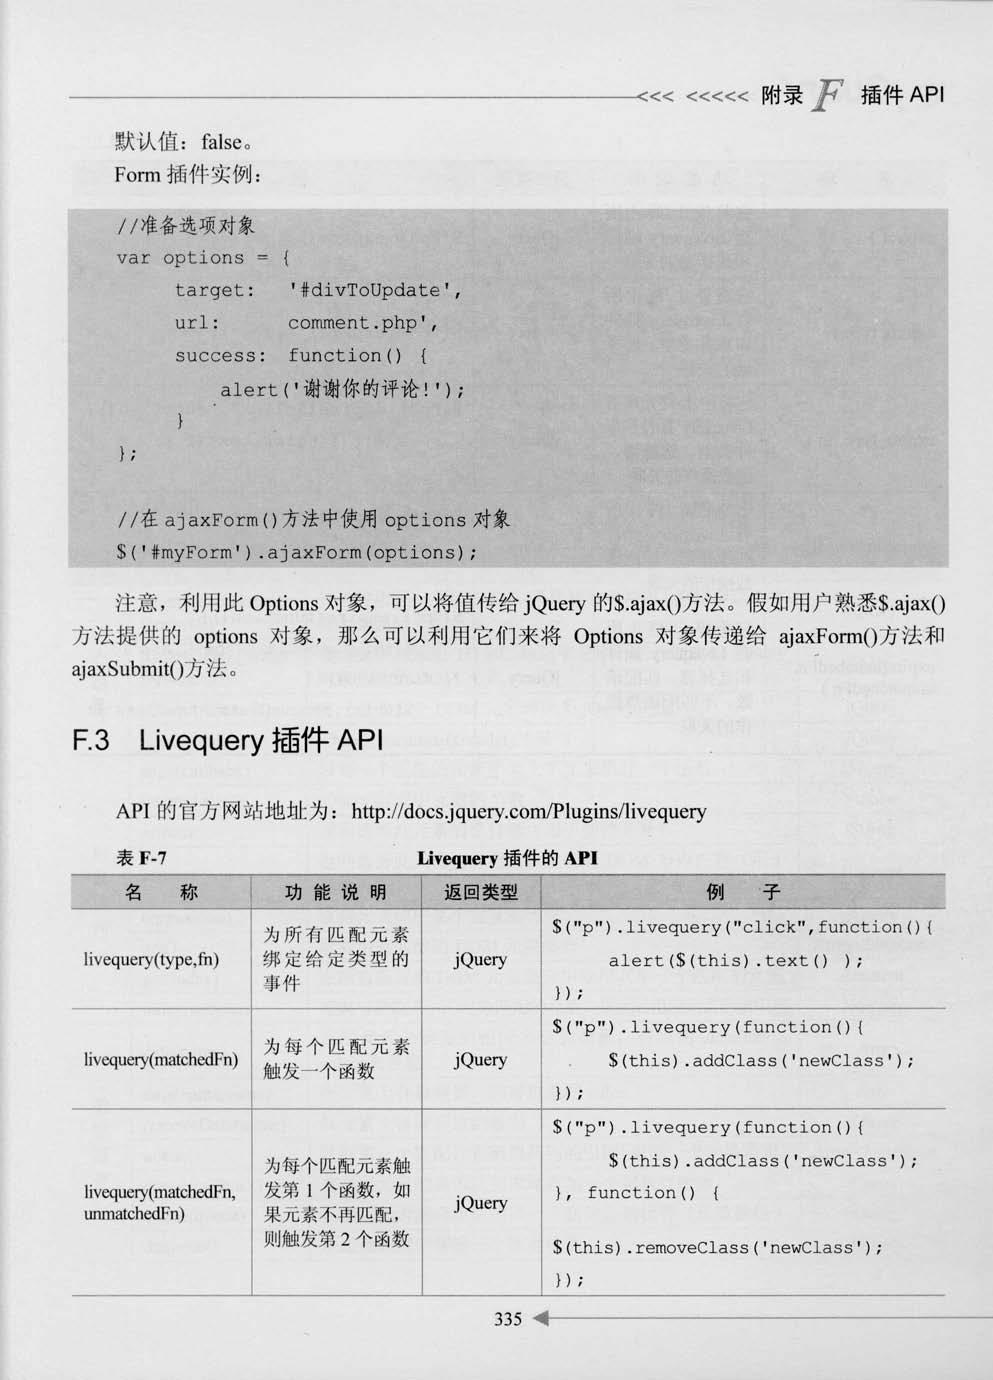 <<< <<<<< 附录 F 插件 API
默认值：false。
Form 插件实例：
//准备选项对象
var options = {
target: '#divToUpdate',
url: comment.php',
success: function() {
alert('谢谢你的评论!');
}
};
//在 ajaxForm()方法中使用 options 对象
$('#myForm').ajaxForm(options);
注意，利用此 Options 对象，可以将值传给 jQuery 的$.ajax()方法。假如用户熟悉$.ajax()
方法提供的 options 对象，那么可以利用它们来将 Options 对象传递给 ajaxForm()方法和
ajaxSubmit()方法。
F.3 Livequery 插件 API
API 的官方网站地址为：http://docs.jquery.com/Plugins/livequery
表 F-7 Livequery 插件的 API
名 称 功 能 说 明 返回类型 例 子
livequery(type,fn)
为所有匹配元素
绑定给定类型的
事件
jQuery
$("p").livequery("click",function(){
alert($(this).text() );
});
livequery(matchedFn)
为每个匹配元素
触发一个函数
jQuery
$("p").livequery(function(){
$(this).addClass('newClass');
});
livequery(matchedFn,
unmatchedFn)
为每个匹配元素触
发第 1 个函数，如
果元素不再匹配，
则触发第 2 个函数
jQuery
$("p").livequery(function(){
$(this).addClass('newClass');
}, function() {
$(this).removeClass('newClass');
});
335